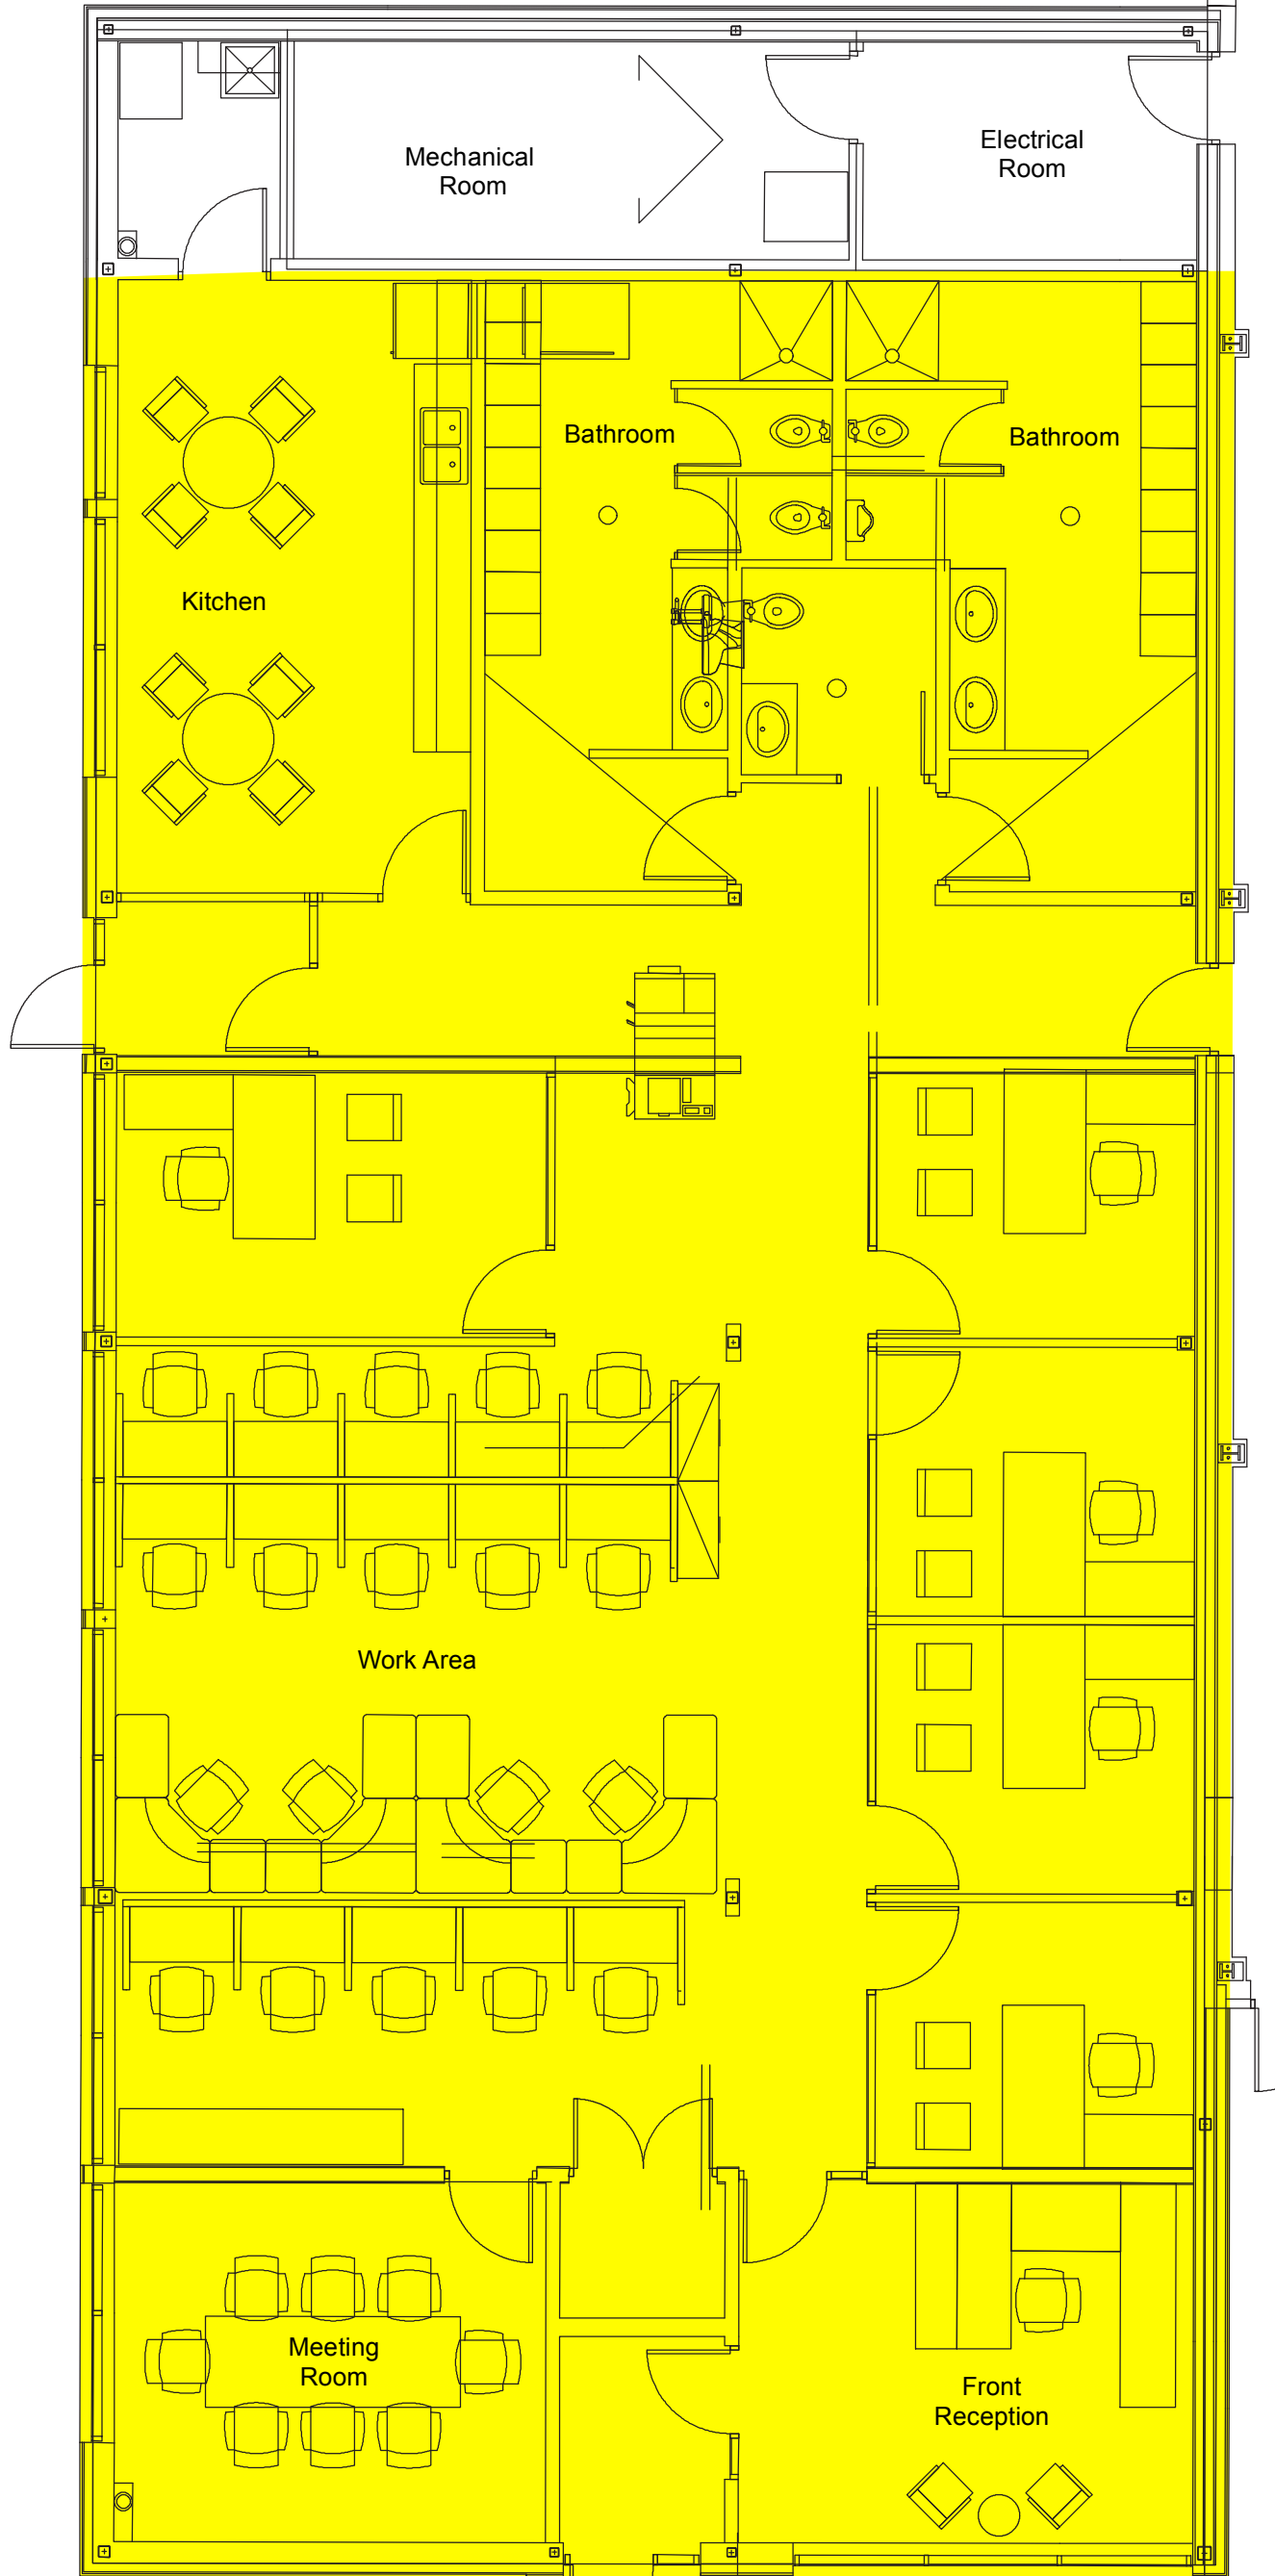 Mechanical
Room
Electrical
Room
Bathroom
Bathroom
Kitchen
Work Area
Meeting
Room
Front
Reception